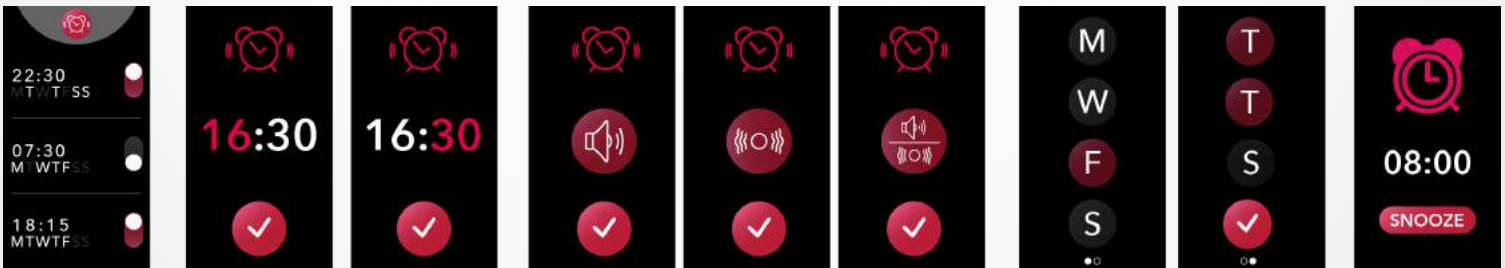 22:30
MTWTFSS
07:30
MTWTFSS
18:15
MTWTFSS
16:30
16:30
M
W
F
S
T
T
S
08:00
SNOOZE